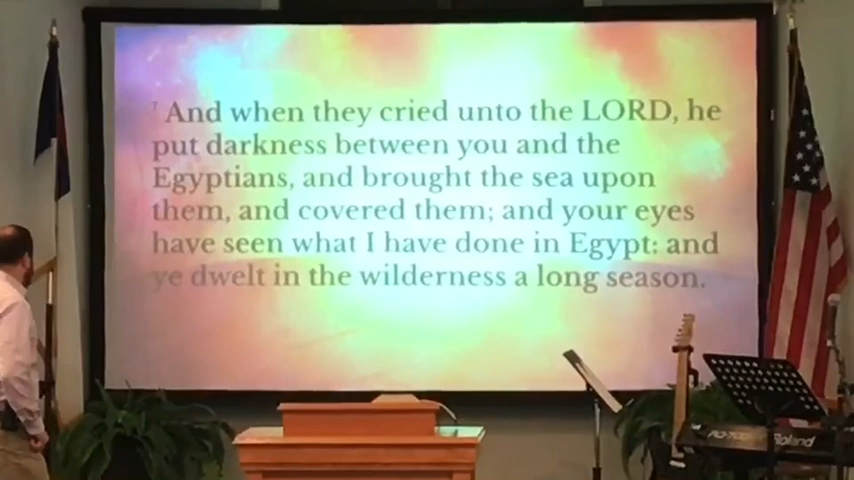 7 And when they cried unto the LORD, he
put darkness between you and the
Egyptians, and brought the sea upon
them, and covered them; and your eyes
have seen what I have done in Egypt: and
ye dwelt in the wilderness a long season.
Roland